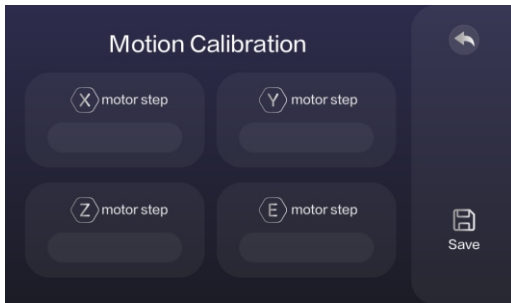 Motion Calibration
X motor step
Y motor step
Z motor step
E motor step
Save